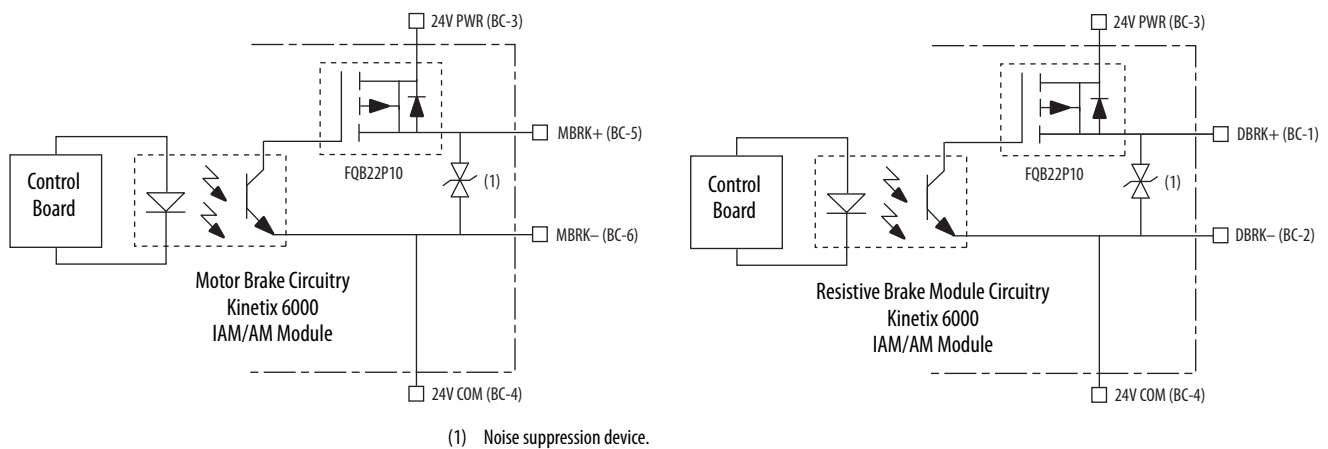 24V PWR (BC-3)
MBRK+ (BC-5)
FQB22P10
(1)
Control
Board
MBRK– (BC-6)
Motor Brake Circuitry
Kinetix 6000
IAM/AM Module
24V COM (BC-4)
24V PWR (BC-3)
DBRK+ (BC-1)
FQB22P10
(1)
Control
Board
DBRK– (BC-2)
Resistive Brake Module Circuitry
Kinetix 6000
IAM/AM Module
24V COM (BC-4)
(1) Noise suppression device.